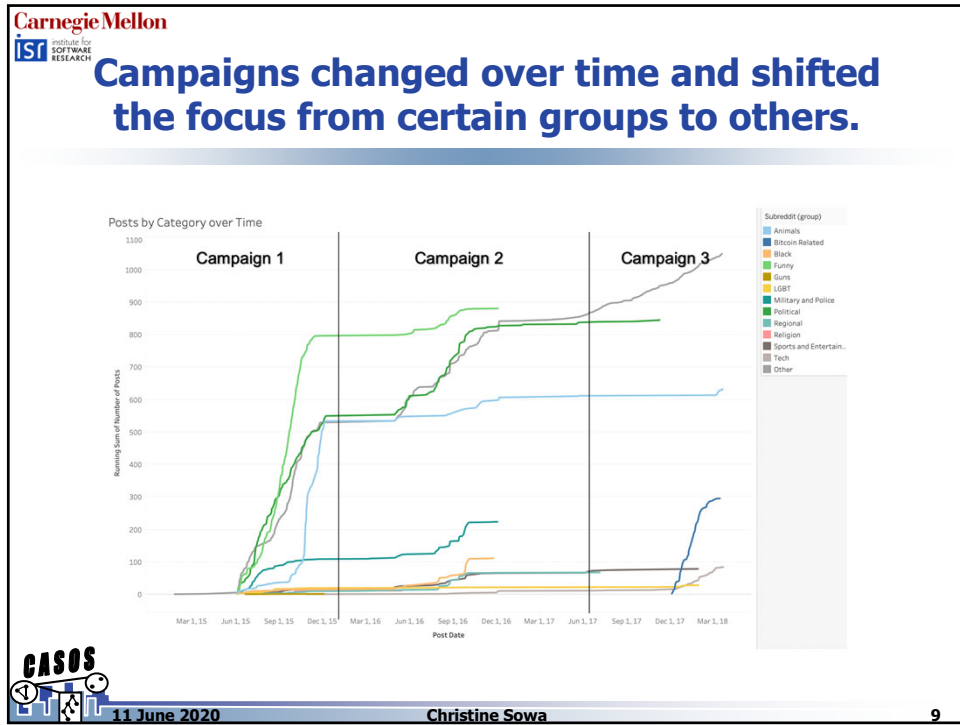 Carnegie Mellon
isr institute for
SOFTWARE
RESEARCH
Campaigns changed over time and shifted
the focus from certain groups to others.
Posts by Category over Time
Campaign 1
Campaign 2
Campaign 3
Running Sum of Number of Posts
1100
1000
900
800
700
600
500
400
300
200
100
0
Mar 1, 15 Jun 1, 15 Sep 1, 15 Dec 1, 15 Mar 1, 16 Jun 1, 16 Sep 1, 16 Dec 1, 16 Mar 1, 17 Jun 1, 17 Sep 1, 17 Dec 1, 17 Mar 1, 18
Post Date
Subreddit (group)
Animals
Bitcoin Related
Black
Funny
Guns
LGBT
Military and Police
Political
Regional
Religion
Sports and Entertain..
Tech
Other
CASOS
11 June 2020 Christine Sowa 9